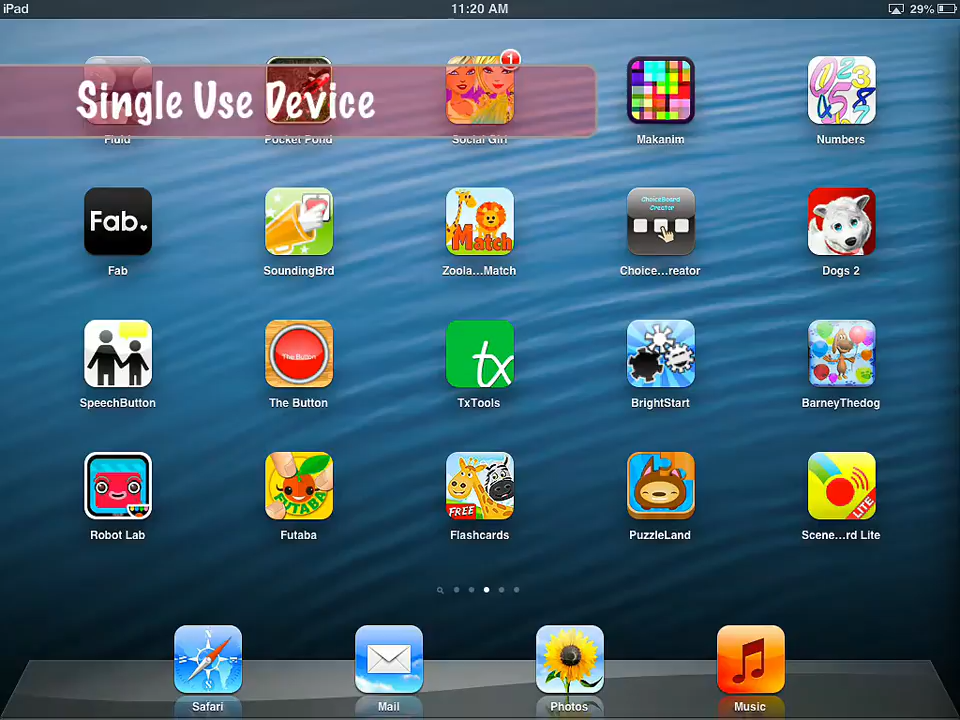 iPad 11:20 AM 29%
Single Use Device
1
Fluid Pocket Pond Social Girl Makanim Numbers
Fab. ChoiceBoard Creator
Match
Fab SoundingBrd Zoola...Match Choice...reator Dogs 2
The Button tx
SpeechButton The Button TxTools BrightStart BarneyThedog
FUTABA FREE LITE
Robot Lab Futaba Flashcards PuzzleLand Scene...rd Lite
N
S
Safari Mail Photos Music